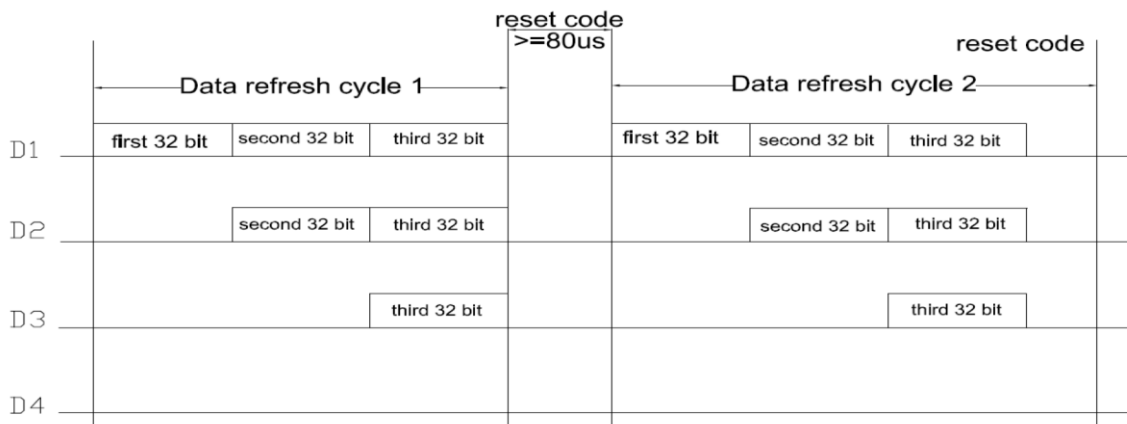 reset code
>=80us
reset code
Data refresh cycle 1
Data refresh cycle 2
D1 first 32 bit second 32 bit third 32 bit first 32 bit second 32 bit third 32 bit
D2 second 32 bit third 32 bit second 32 bit third 32 bit
D3 third 32 bit third 32 bit
D4